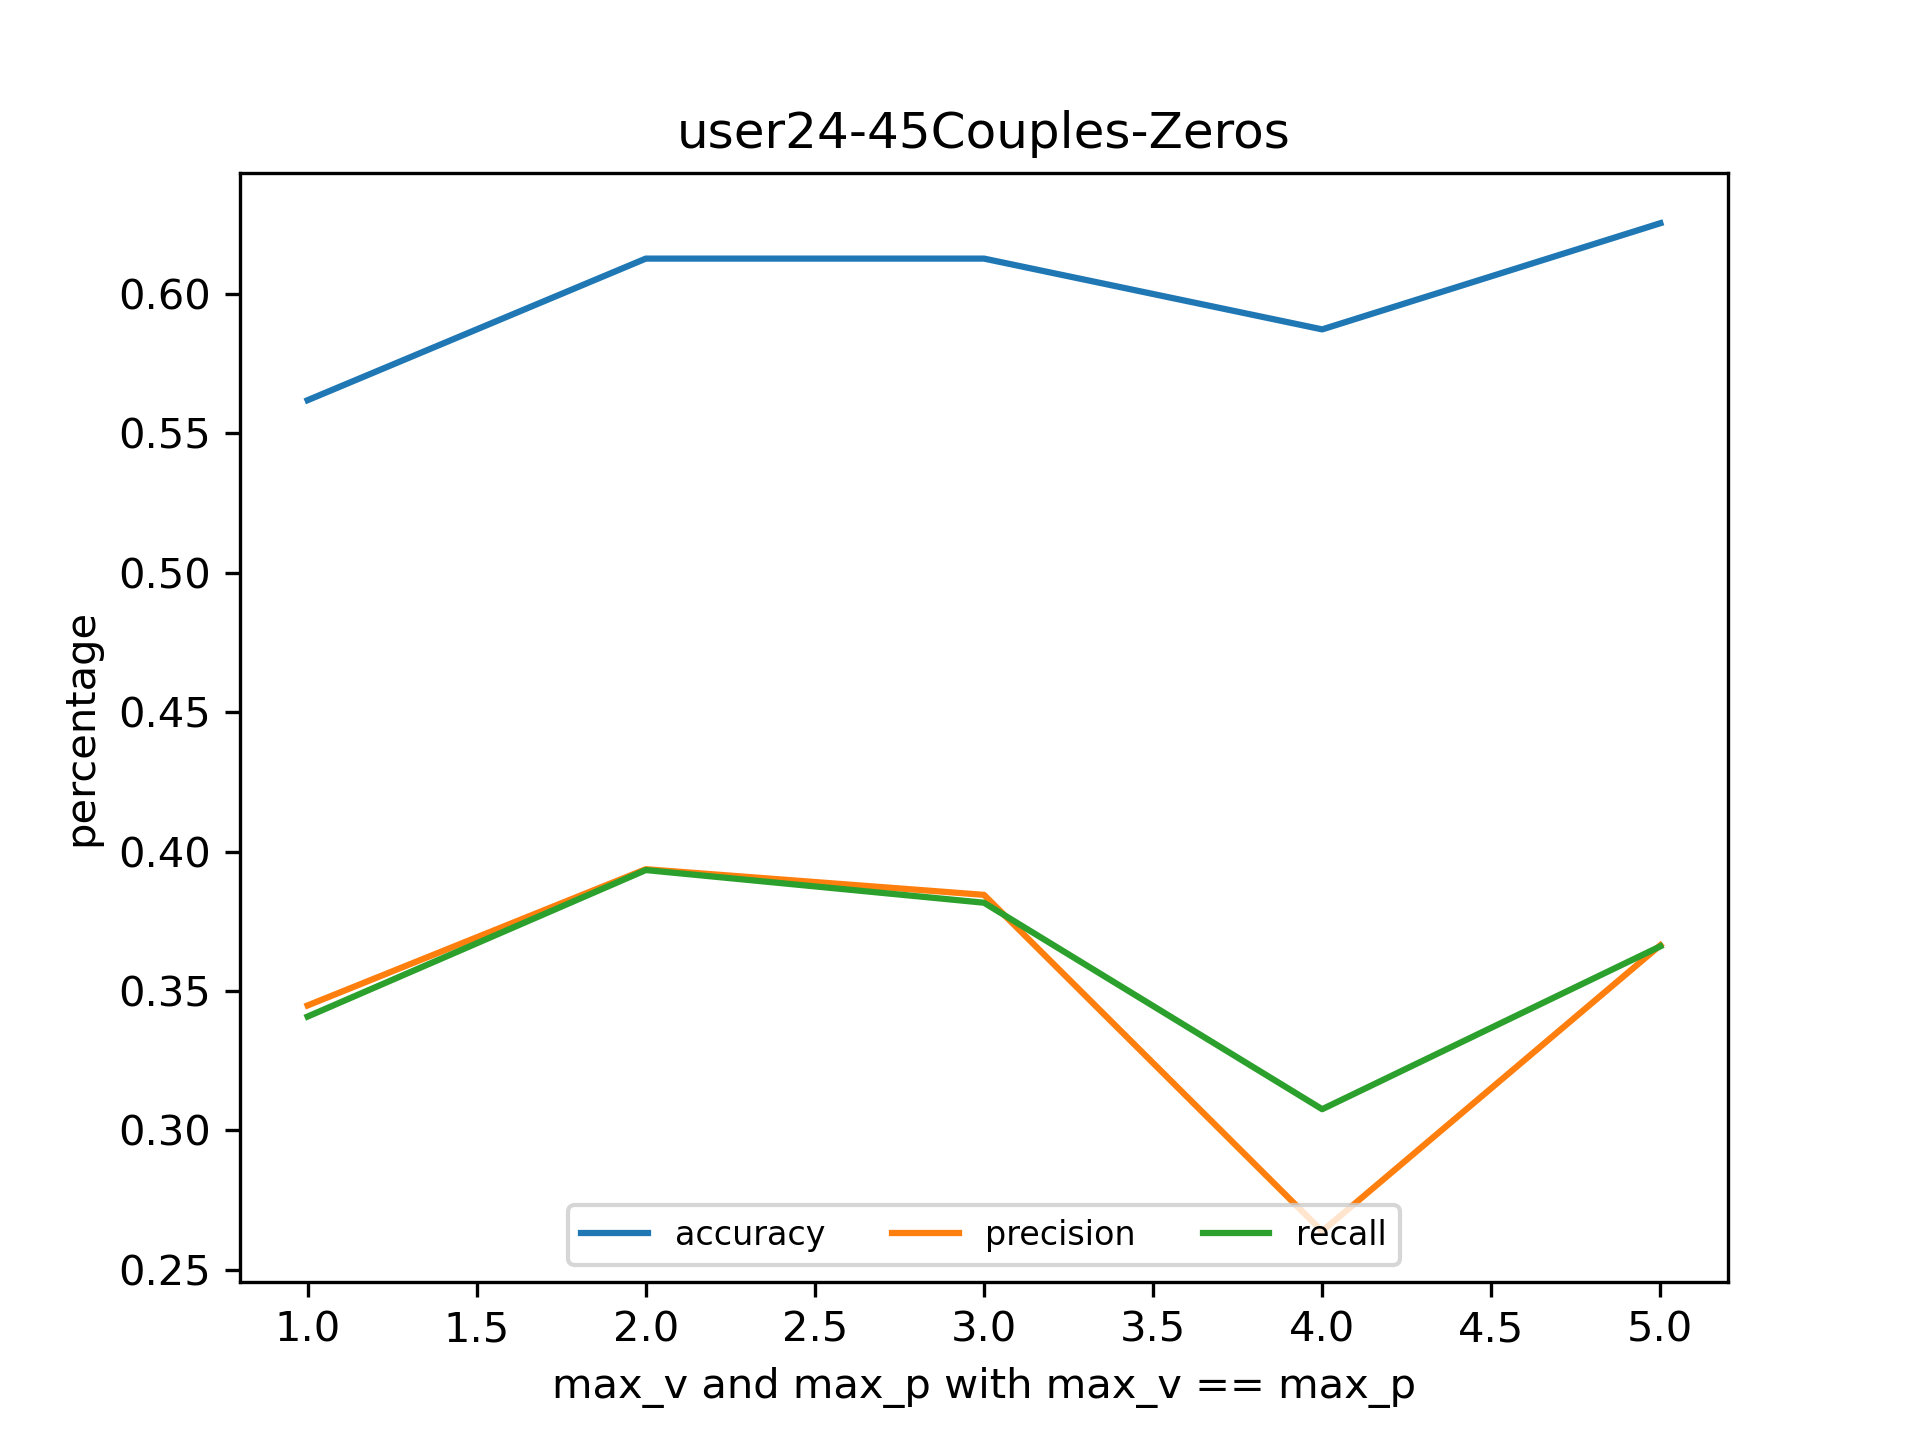 user24-45Couples-Zeros
percentage
0.60
0.55
0.50
0.45
0.40
0.35
0.30
0.25
accuracy precision recall
1.0 1.5 2.0 2.5 3.0 3.5 4.0 4.5 5.0
max_v and max_p with max_v == max_p